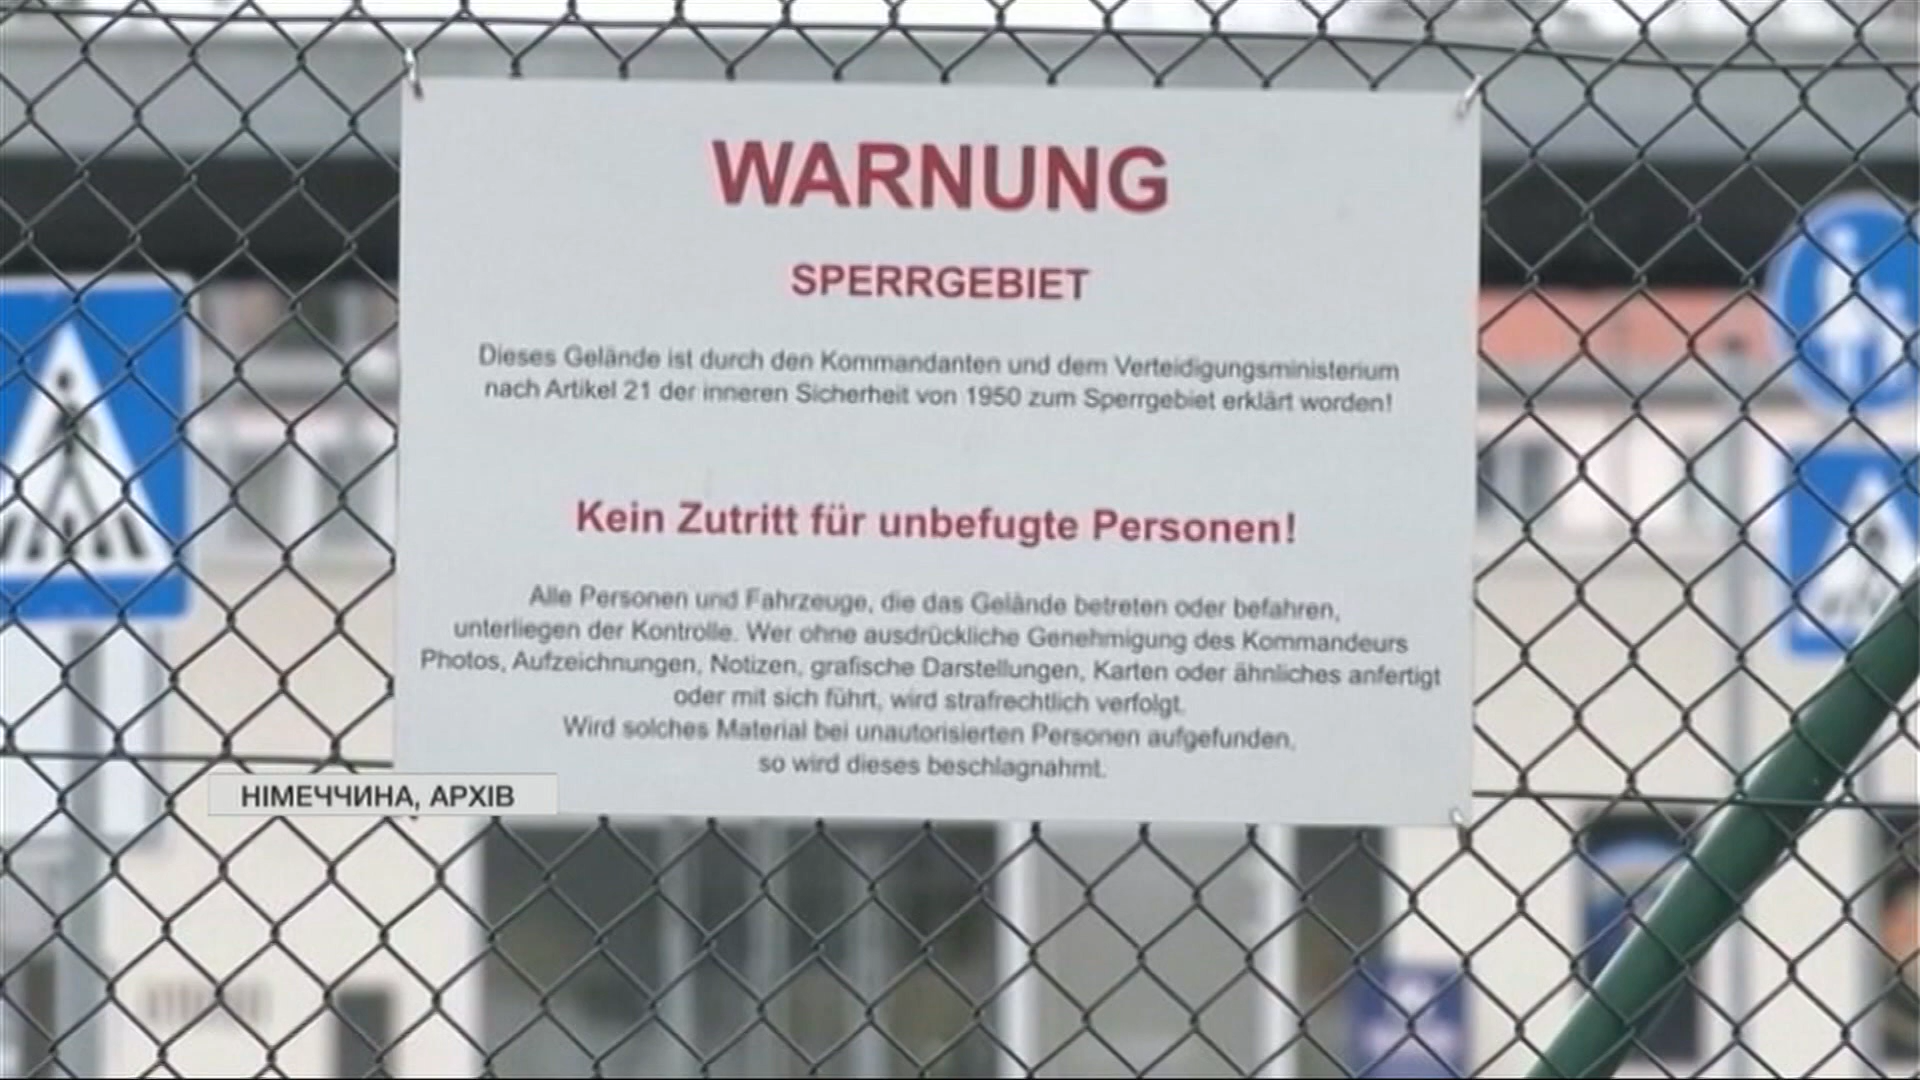 WARNUNG
SPERRGEBIET
Dieses Gelände ist durch den Kommandanten und dem Verteidigungsministerium
nach Artikel 21 der inneren Sicherheit von 1950 zum Sperrgebiet erklärt worden!
Kein Zutritt für unbefugte Personen!
Alle Personen und Fahrzeuge, die das Gelände betreten oder befahren,
unterliegen der Kontrolle. Wer ohne ausdrückliche Genehmigung des Kommandeurs
Photos, Aufzeichnungen, Notizen, grafische Darstellungen, Karten oder ähnliches anfertigt
oder mit sich führt, wird strafrechtlich verfolgt.
Wird solches Material bei unautorisierten Personen aufgefunden,
so wird dieses beschlagnahmt.
НІМЕЧЧИНА, АРХІВ